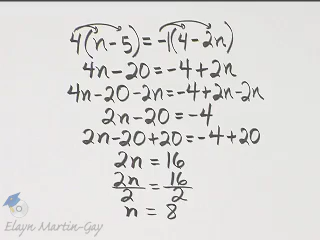 4(n-5) = -1(4-2n)
4n-20 = -4+2n
4n-20-2n = -4+2n-2n
2n-20 = -4
2n-20+20 = -4+20
2n = 16
2n/2 = 16/2
n = 8
Elayn Martin-Gay